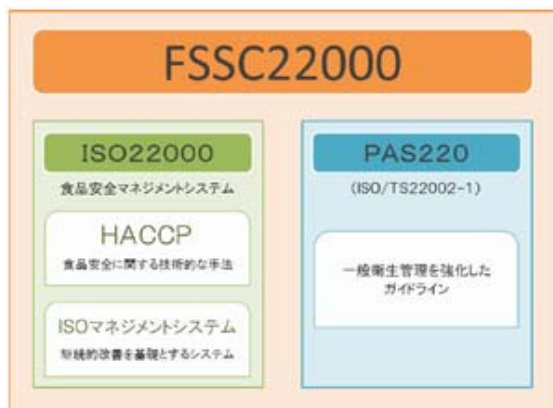 FSSC22000
ISO22000
食品安全マネジメントシステム
HACCP
食品安全に関する技術的な手法
ISOマネジメントシステム
継続的改善を基礎とするシステム
PAS220
(ISO/TS22002-1)
一般衛生管理を強化した
ガイドライン